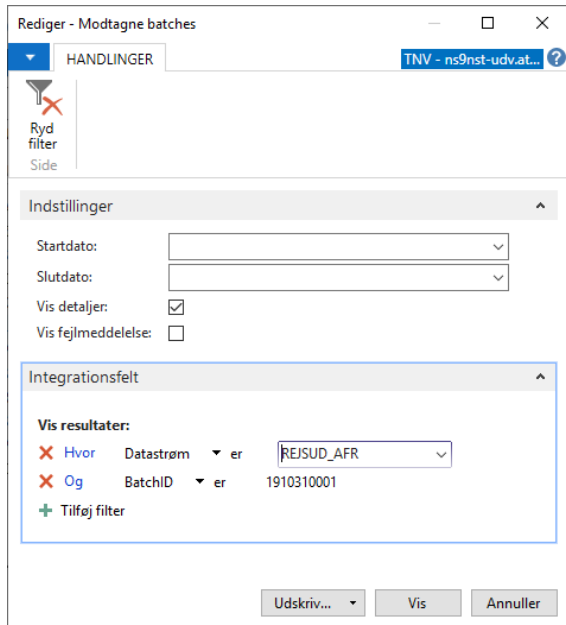 Rediger - Modtagne batches
HANDLINGER
TNV - ns9nst-udv.at...
?
Ryd
filter
Side
Indstillinger
Startdato:
Slutdato:
Vis detaljer:
Vis fejlmeddelelse:
Integrationsfelt
Vis resultater:
Hvor Datastrøm er REJSUD_AFR
Og BatchID er 1910310001
Tilføj filter
Udskriv... Vis Annuller